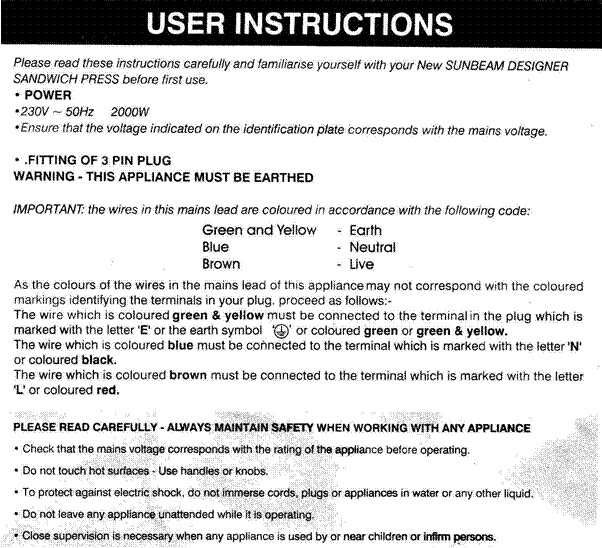 USER INSTRUCTIONS
Please read these instructions carefully and familiarise yourself with your New SUNBEAM DESIGNER
SANDWICH PRESS before first use.
• POWER
•230V ~ 50Hz 2000W
•Ensure that the voltage indicated on the identification plate corresponds with the mains voltage.
• .FITTING OF 3 PIN PLUG
WARNING - THIS APPLIANCE MUST BE EARTHED
IMPORTANT: the wires in this mains lead are coloured in accordance with the following code:
Green and Yellow - Earth
Blue - Neutral
Brown - Live
As the colours of the wires in the mains lead of this appliance may not correspond with the coloured
markings identifying the terminals in your plug. proceed as follows:-
The wire which is coloured green & yellow must be connected to the terminal in the plug which is
marked with the letter 'E' or the earth symbol '⏚' or coloured green or green & yellow.
The wire which is coloured blue must be connected to the terminal which is marked with the letter 'N'
or coloured black.
The wire which is coloured brown must be connected to the terminal which is marked with the letter
'L' or coloured red.
PLEASE READ CAREFULLY - ALWAYS MAINTAIN SAFETY WHEN WORKING WITH ANY APPLIANCE
• Check that the mains voltage corresponds with the rating of the appliance before operating.
• Do not touch hot surfaces - Use handles or knobs.
• To protect against electric shock, do not immerse cords, plugs or appliances in water or any other liquid.
• Do not leave any appliance unattended while it is operating.
• Close supervision is necessary when any appliance is used by or near children or infirm persons.